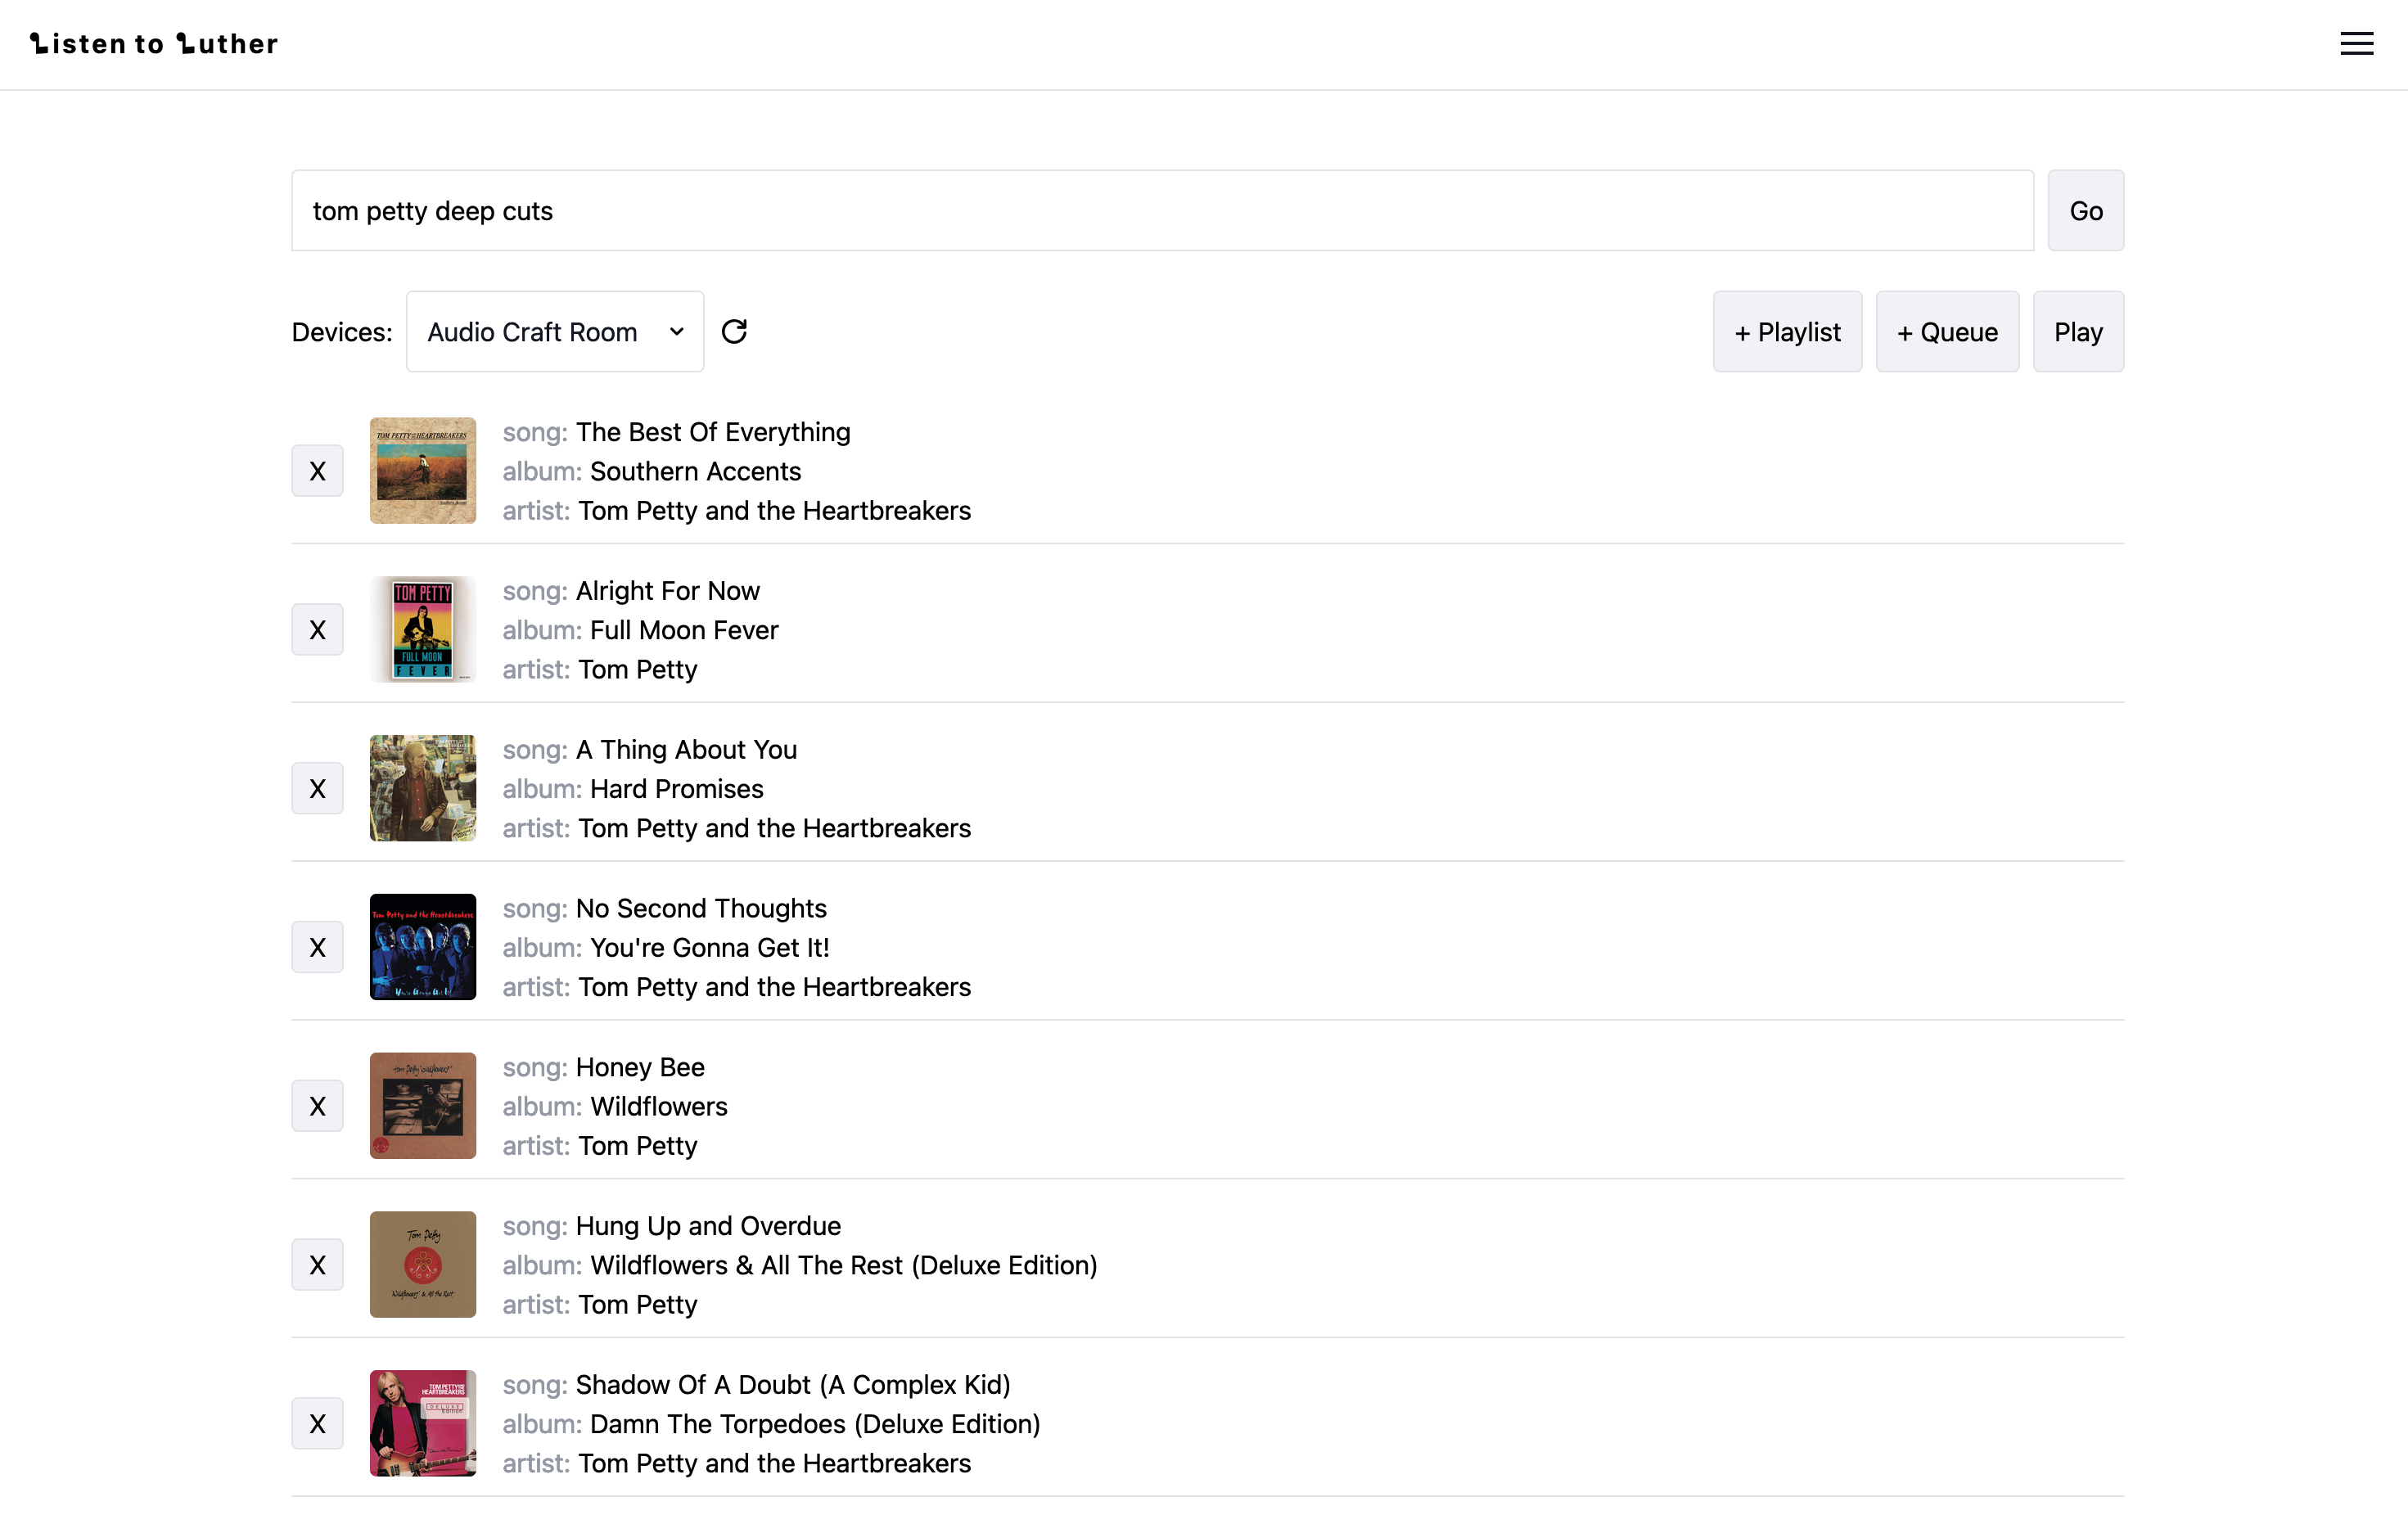 Listen to Luther
tom petty deep cuts
Go
Devices:
Audio Craft Room
+ Playlist
+ Queue
Play
X
TOM PETTY AND THE HEARTBREAKERS
song: The Best Of Everything
album: Southern Accents
artist: Tom Petty and the Heartbreakers
X
TOM PETTY
FULL MOON
FEVER
song: Alright For Now
album: Full Moon Fever
artist: Tom Petty
X
song: A Thing About You
album: Hard Promises
artist: Tom Petty and the Heartbreakers
X
Tom Petty and the Heartbreakers
You're Gonna Get It!
song: No Second Thoughts
album: You're Gonna Get It!
artist: Tom Petty and the Heartbreakers
X
tom petty "wildflowers"
song: Honey Bee
album: Wildflowers
artist: Tom Petty
X
Tom Petty
Wildflowers & All the Rest
song: Hung Up and Overdue
album: Wildflowers & All The Rest (Deluxe Edition)
artist: Tom Petty
X
TOM PETTY AND THE
HEARTBREAKERS
DELUXE
Edition
song: Shadow Of A Doubt (A Complex Kid)
album: Damn The Torpedoes (Deluxe Edition)
artist: Tom Petty and the Heartbreakers